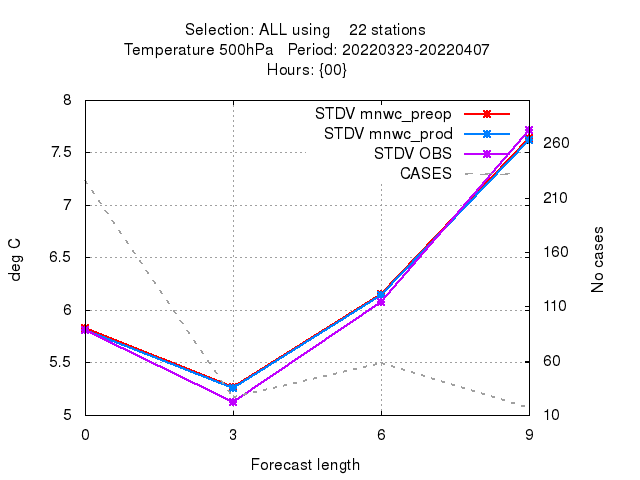 Selection: ALL using    22 stations
Temperature 500hPa   Period: 20220323-20220407
Hours: {00}
STDV mnwc_preop
STDV mnwc_prod
STDV OBS
CASES
8
7.5
7
6.5
6
5.5
5
deg C
260
210
160
110
60
10
No cases
0
3
6
9
Forecast length